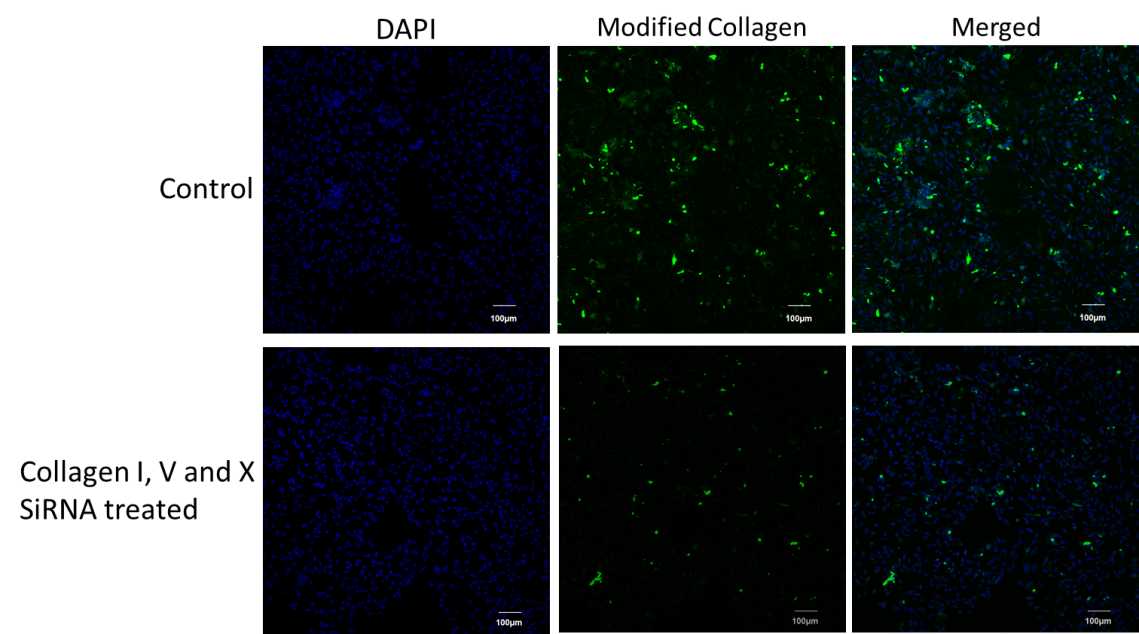 DAPI
Modified Collagen
Merged
Control
100µm
100µm
100µm
Collagen I, V and X
SiRNA treated
100µm
100µm
100µm